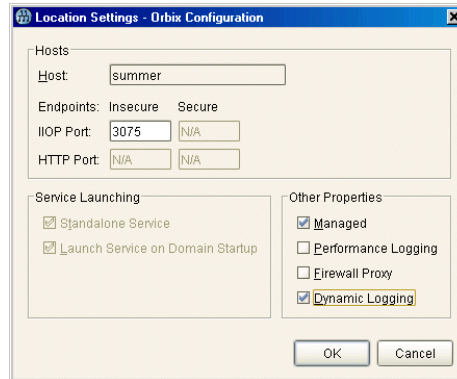 Location Settings - Orbix Configuration
Hosts
Host: summer
Endpoints: Insecure Secure
IIOP Port: 3075 N/A
HTTP Port: N/A N/A
Service Launching
Standalone Service
Launch Service on Domain Startup
Other Properties
Managed
Performance Logging
Firewall Proxy
Dynamic Logging
OK Cancel